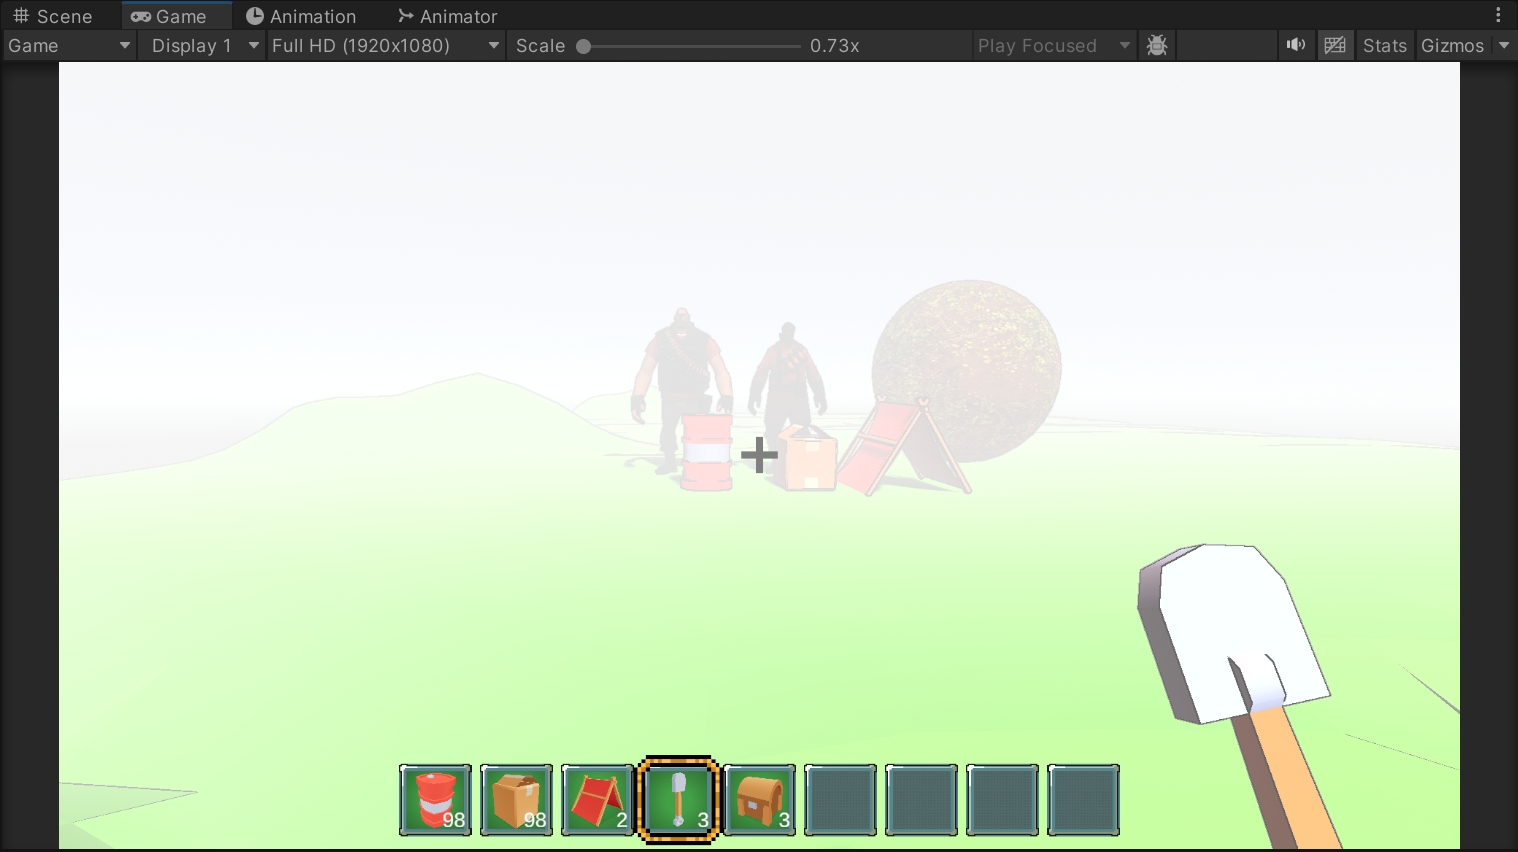 Scene Game Animation Animator
Game Display 1 Full HD (1920x1080) Scale 0.73x Play Focused Stats Gizmos
98 98 2 3 3